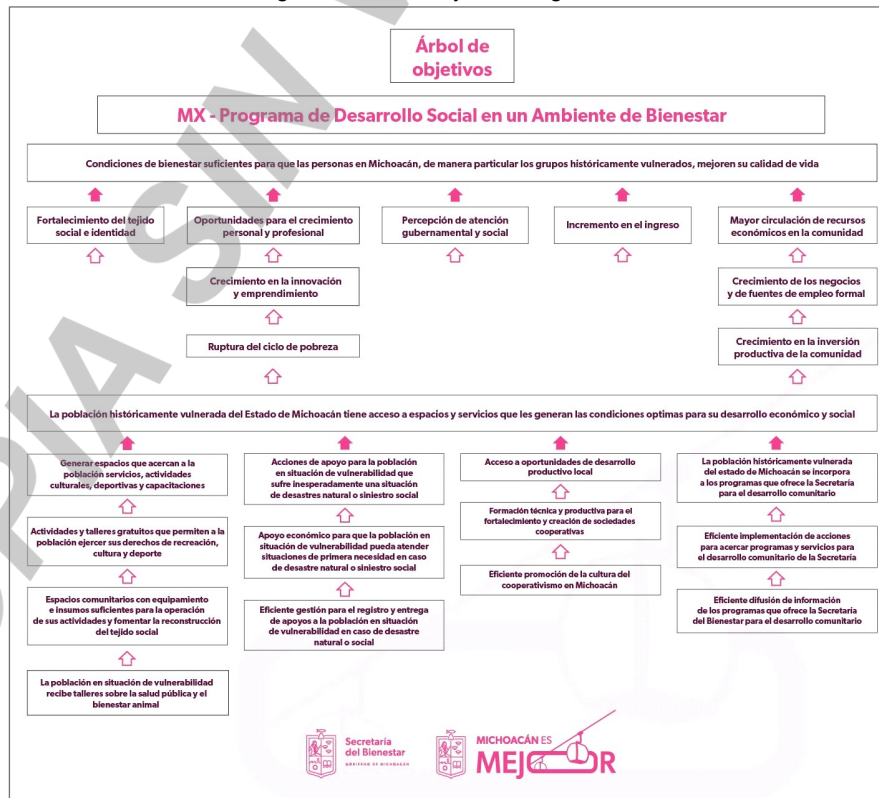 Árbol de
objetivos
MX - Programa de Desarrollo Social en un Ambiente de Bienestar
Condiciones de bienestar suficientes para que las personas en Michoacán, de manera particular los grupos históricamente vulnerados, mejoren su calidad de vida
Fortalecimiento del tejido
social e identidad
Oportunidades para el crecimiento
personal y profesional
Percepción de atención
gubernamental y social
Incremento en el ingreso
Mayor circulación de recursos
económicos en la comunidad
Crecimiento en la innovación
y emprendimiento
Crecimiento de los negocios
y de fuentes de empleo formal
Ruptura del ciclo de pobreza
Crecimiento en la inversión
productiva de la comunidad
La población históricamente vulnerada del Estado de Michoacán tiene acceso a espacios y servicios que les generan las condiciones optimas para su desarrollo económico y social
Generar espacios que acercan a la
población servicios, actividades
culturales, deportivas y capacitaciones
Acciones de apoyo para la población
en situación de vulnerabilidad que
sufre inesperadamente una situación
de desastres natural o siniestro social
Acceso a oportunidades de desarrollo
productivo local
La población históricamente vulnerada
del estado de Michoacán se incorpora
a los programas que ofrece la Secretaría
para el desarrollo comunitario
Actividades y talleres gratuitos que permiten a la
población ejercer sus derechos de recreación,
cultura y deporte
Apoyo económico para que la población en
situación de vulnerabilidad pueda atender
situaciones de primera necesidad en caso
de desastre natural o siniestro social
Formación técnica y productiva para el
fortalecimiento y creación de sociedades
cooperativas
Eficiente implementación de acciones
para acercar programas y servicios para
el desarrollo comunitario de la Secretaría
Espacios comunitarios con equipamiento
e insumos suficientes para la operación
de sus actividades y fomentar la reconstrucción
del tejido social
Eficiente gestión para el registro y entrega
de apoyos a la población en situación
de vulnerabilidad en caso de desastre
natural o social
Eficiente promoción de la cultura del
cooperativismo en Michoacán
Eficiente difusión de información
de los programas que ofrece la Secretaría
del Bienestar para el desarrollo comunitario
La población en situación de vulnerabilidad
recibe talleres sobre la salud pública y el
bienestar animal
Secretaría
del Bienestar
GOBIERNO DE MICHOACÁN
MICHOACÁN ES
MEJOR